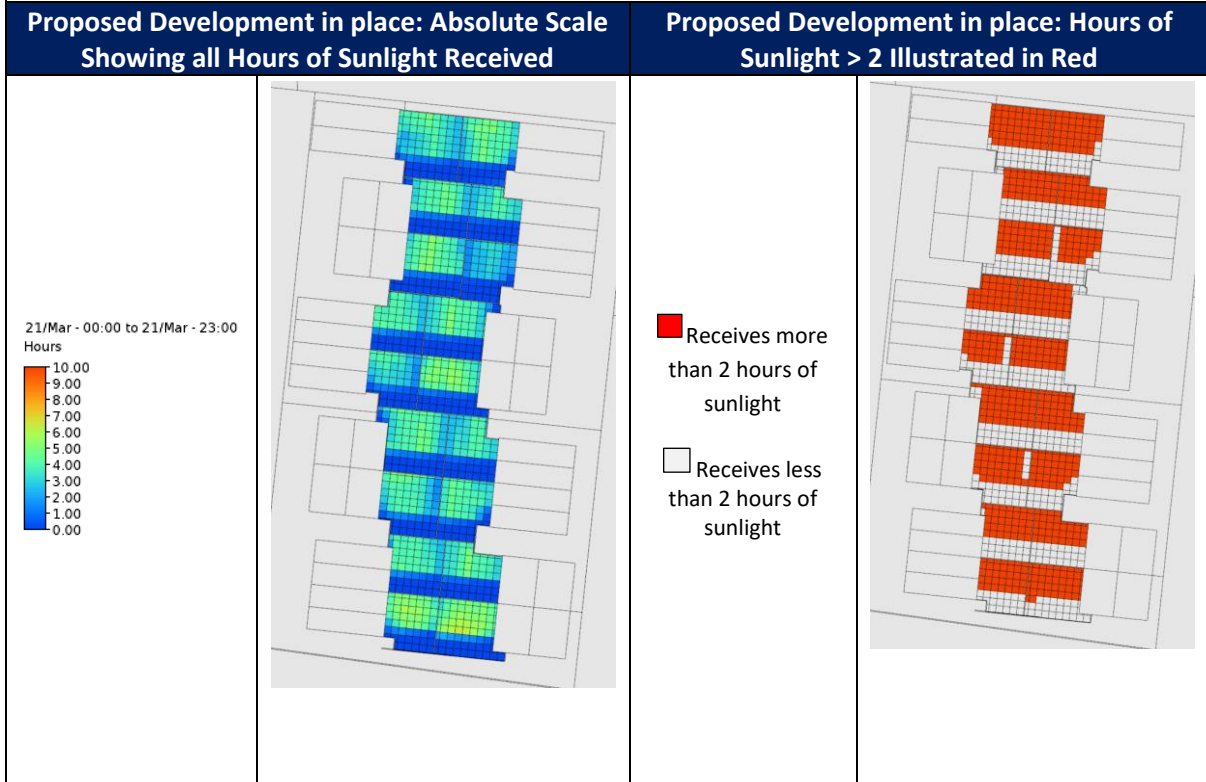 Proposed Development in place: Absolute Scale
Showing all Hours of Sunlight Received
Proposed Development in place: Hours of
Sunlight > 2 Illustrated in Red
21/Mar - 00:00 to 21/Mar - 23:00
Hours
10.00
9.00
8.00
7.00
6.00
5.00
4.00
3.00
2.00
1.00
0.00
Receives more
than 2 hours of
sunlight
Receives less
than 2 hours of
sunlight